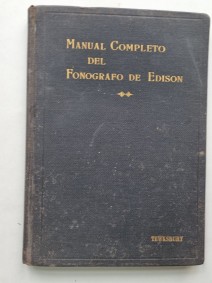 MANUAL COMPLETO
DEL
FONOGRAFO DE EDISON
TEWKSBURY